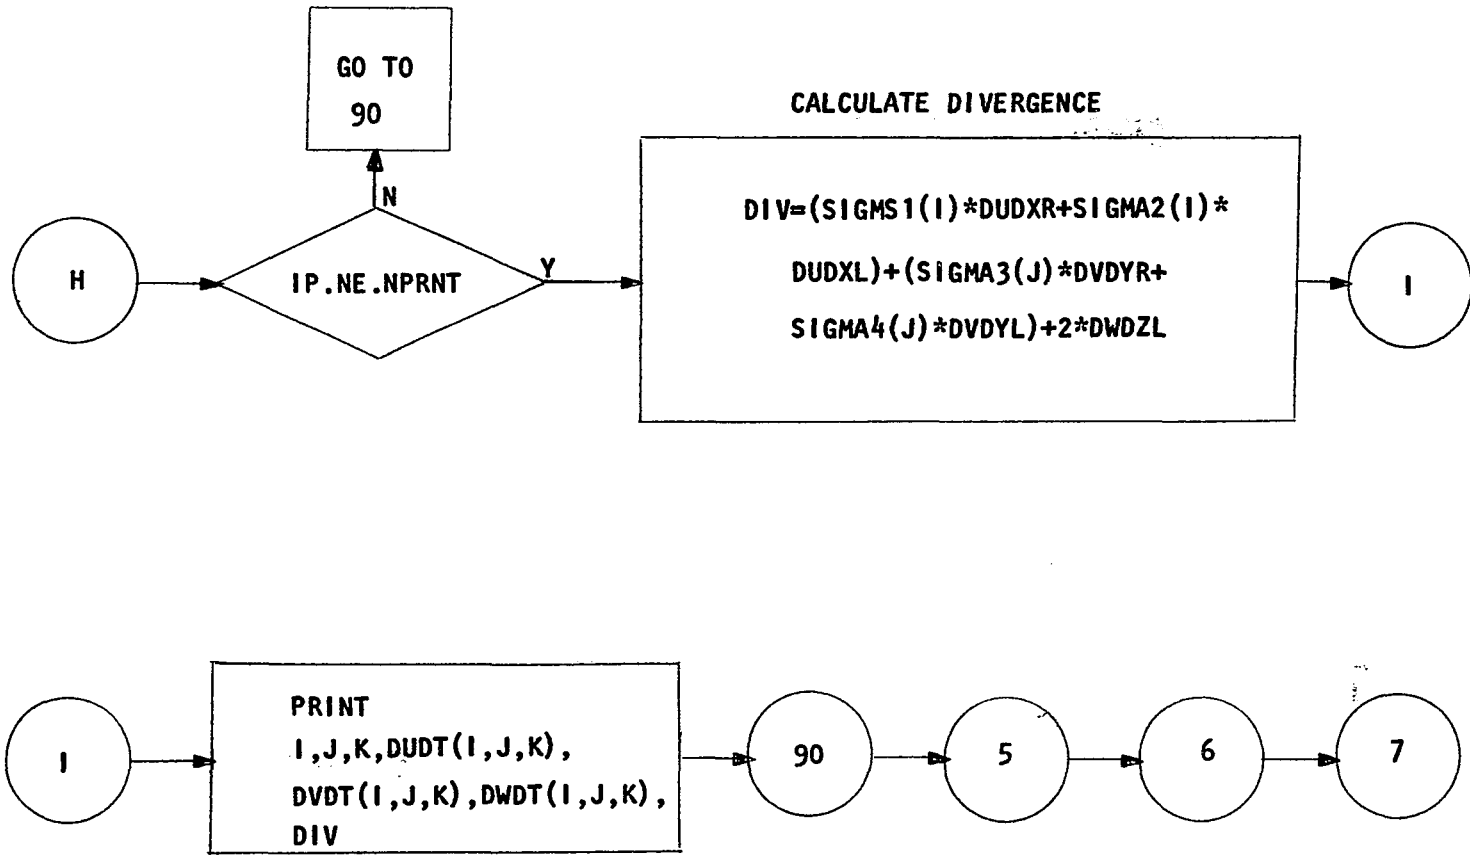 GO TO
90
CALCULATE DIVERGENCE
N
H
IP.NE.NPRNT
Y
DIV=(SIGMS1(I)*DUDXR+SIGMA2(I)*
DUDXL)+(SIGMA3(J)*DVDYR+
SIGMA4(J)*DVDYL)+2*DWDZL
I
I
PRINT
I,J,K,DUDT(I,J,K),
DVDT(I,J,K),DWDT(I,J,K),
DIV
90
5
6
7